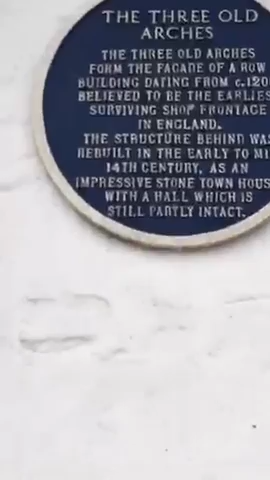 THE THREE OLD
ARCHES
THE THREE OLD ARCHES
FORM THE FACADE OF A ROW
BUILDING DATING FROM c.120
BELIEVED TO BE THE EARLIES
SURVIVING SHOP FRONTAGE
IN ENGLAND.
THE STRUCTURE BEHIND WAS
REBUILT IN THE EARLY TO MI
14TH CENTURY, AS AN
IMPRESSIVE STONE TOWN HOUS
WITH A HALL WHICH IS
STILL PARTLY INTACT.